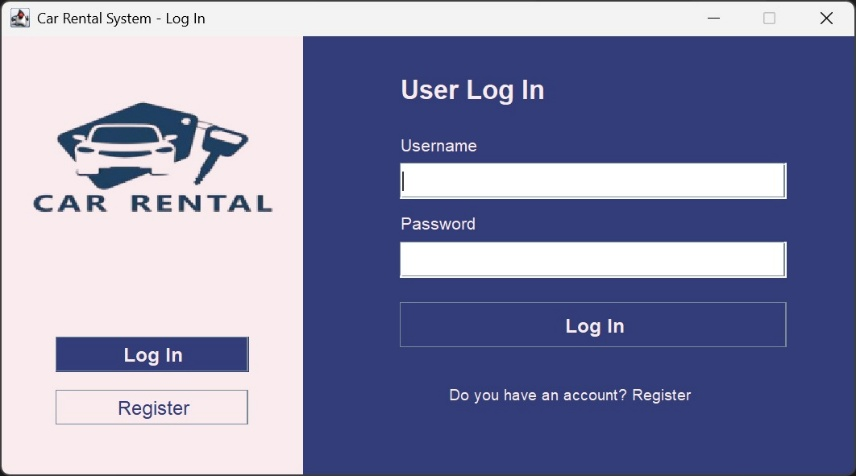 Car Rental System - Log In
CAR RENTAL
Log In
Register
User Log In
Username
Password
Log In
Do you have an account? Register